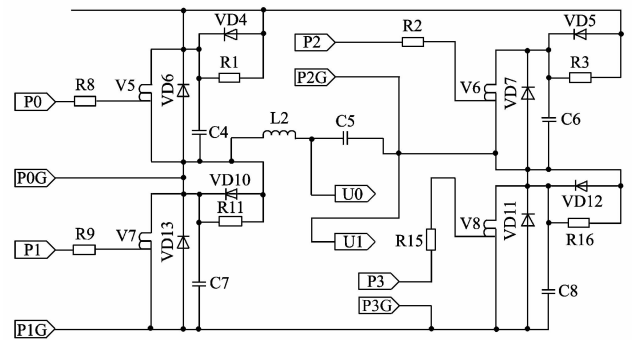 VD4
VD5
P2
R2
V5
VD6
R1
P2G
V6
VD7
R3
P0
R8
C4
L2
C5
C6
P0G
VD10
U0
VD12
V7
VD13
R11
U1
R15
V8
VD11
R16
P1
R9
C7
P3
C8
P3G
P1G